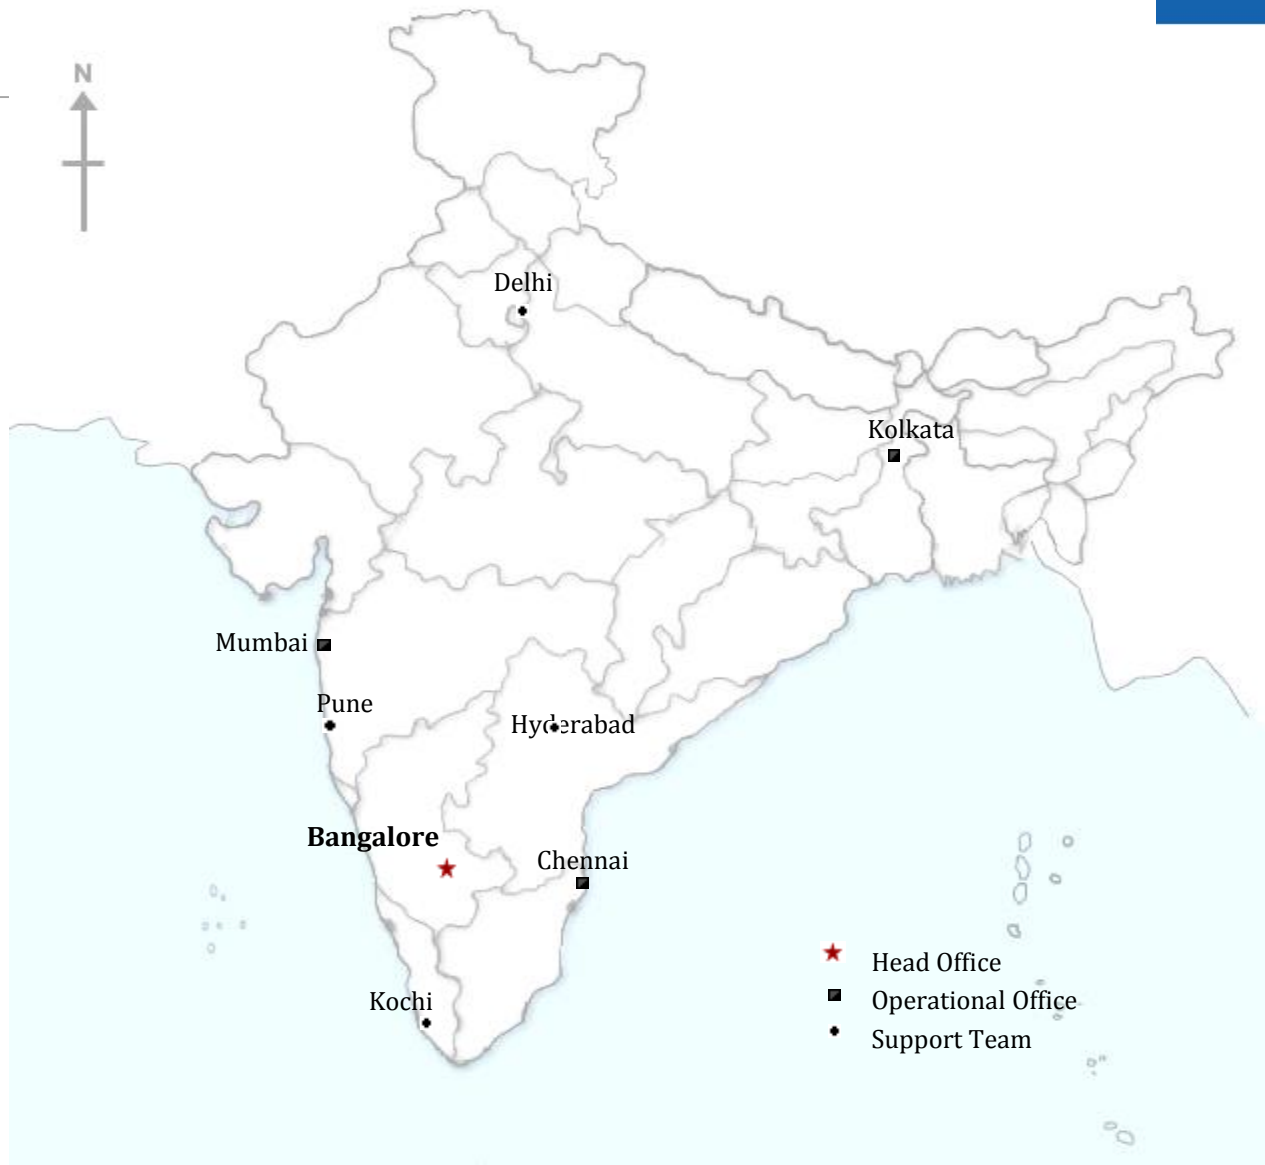 N
Delhi
Kolkata
Mumbai
Pune
Hyderabad
Bangalore
Chennai
Head Office
Operational Office
Kochi
Support Team